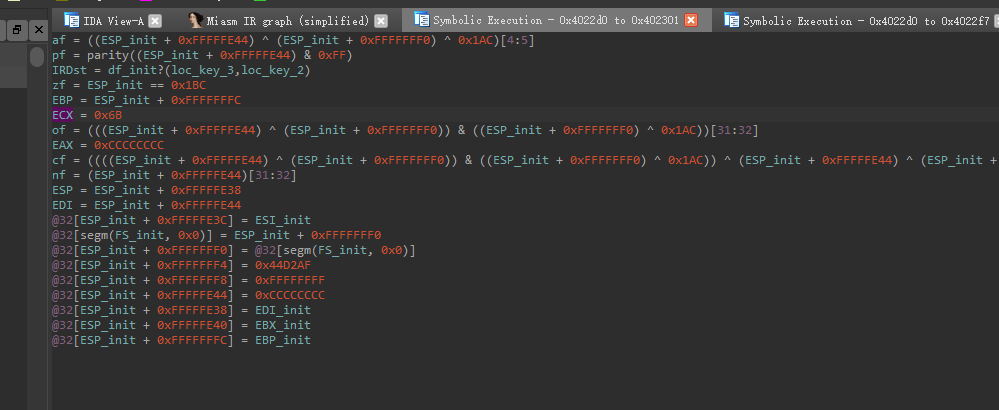 IDA View-A
Miasm IR graph (simplified)
Symbolic Execution - 0x4022d0 to 0x402301
Symbolic Execution - 0x4022d0 to 0x4022f7
af = ((ESP_init + 0xFFFFFE44) ^ (ESP_init + 0xFFFFFFF0) ^ 0x1AC)[4:5]
pf = parity((ESP_init + 0xFFFFFE44) & 0xFF)
IRDst = df_init?(loc_key_3,loc_key_2)
zf = ESP_init == 0x1BC
EBP = ESP_init + 0xFFFFFFFC
ECX = 0x6B
of = (((ESP_init + 0xFFFFFE44) ^ (ESP_init + 0xFFFFFFF0)) & ((ESP_init + 0xFFFFFFF0) ^ 0x1AC))[31:32]
EAX = 0xCCCCCCCC
cf = ((((ESP_init + 0xFFFFFE44) ^ (ESP_init + 0xFFFFFFF0)) & ((ESP_init + 0xFFFFFFF0) ^ 0x1AC)) ^ (ESP_init + 0xFFFFFE44) ^ (ESP_init +
nf = (ESP_init + 0xFFFFFE44)[31:32]
ESP = ESP_init + 0xFFFFFE38
EDI = ESP_init + 0xFFFFFE44
@32[ESP_init + 0xFFFFFE3C] = ESI_init
@32[segm(FS_init, 0x0)] = ESP_init + 0xFFFFFFF0
@32[ESP_init + 0xFFFFFFF0] = @32[segm(FS_init, 0x0)]
@32[ESP_init + 0xFFFFFFF4] = 0x44D2AF
@32[ESP_init + 0xFFFFFFF8] = 0xFFFFFFFF
@32[ESP_init + 0xFFFFFE44] = 0xCCCCCCCC
@32[ESP_init + 0xFFFFFE38] = EDI_init
@32[ESP_init + 0xFFFFFE40] = EBX_init
@32[ESP_init + 0xFFFFFFFC] = EBP_init